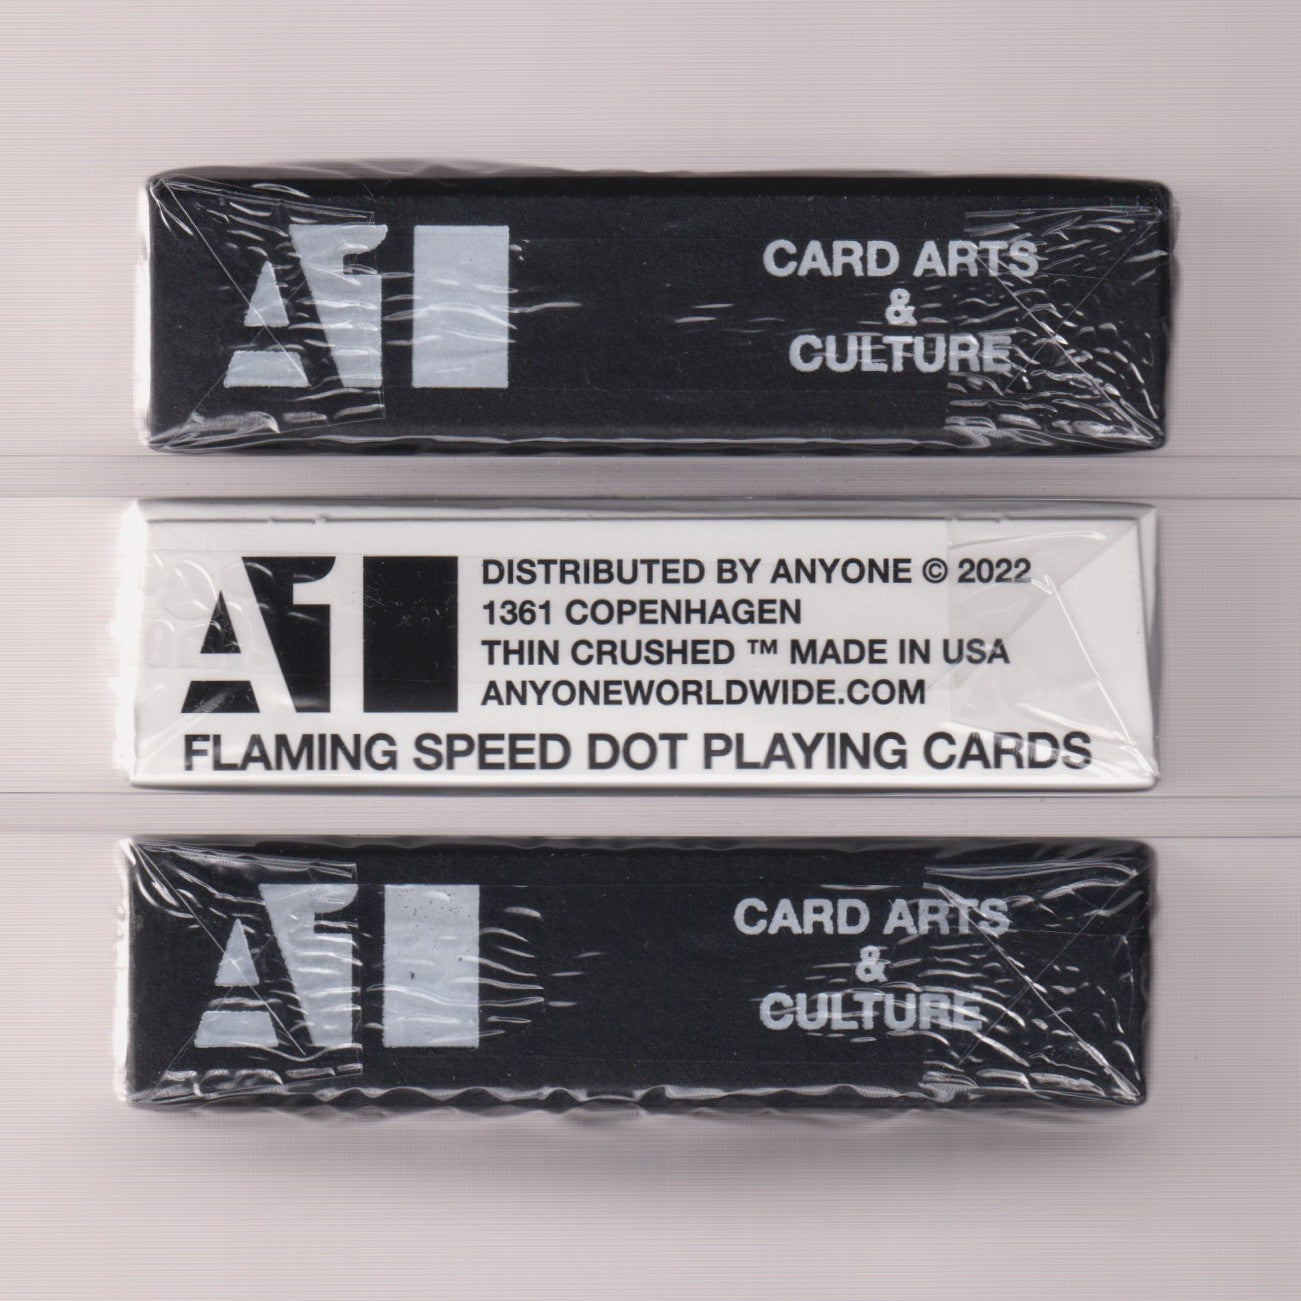 A1
CARD ARTS
&
CULTURE
A1
DISTRIBUTED BY ANYONE © 2022
1361 COPENHAGEN
THIN CRUSHED ™ MADE IN USA
ANYONEWORLDWIDE.COM
FLAMING SPEED DOT PLAYING CARDS
A1
CARD ARTS
&
CULTURE